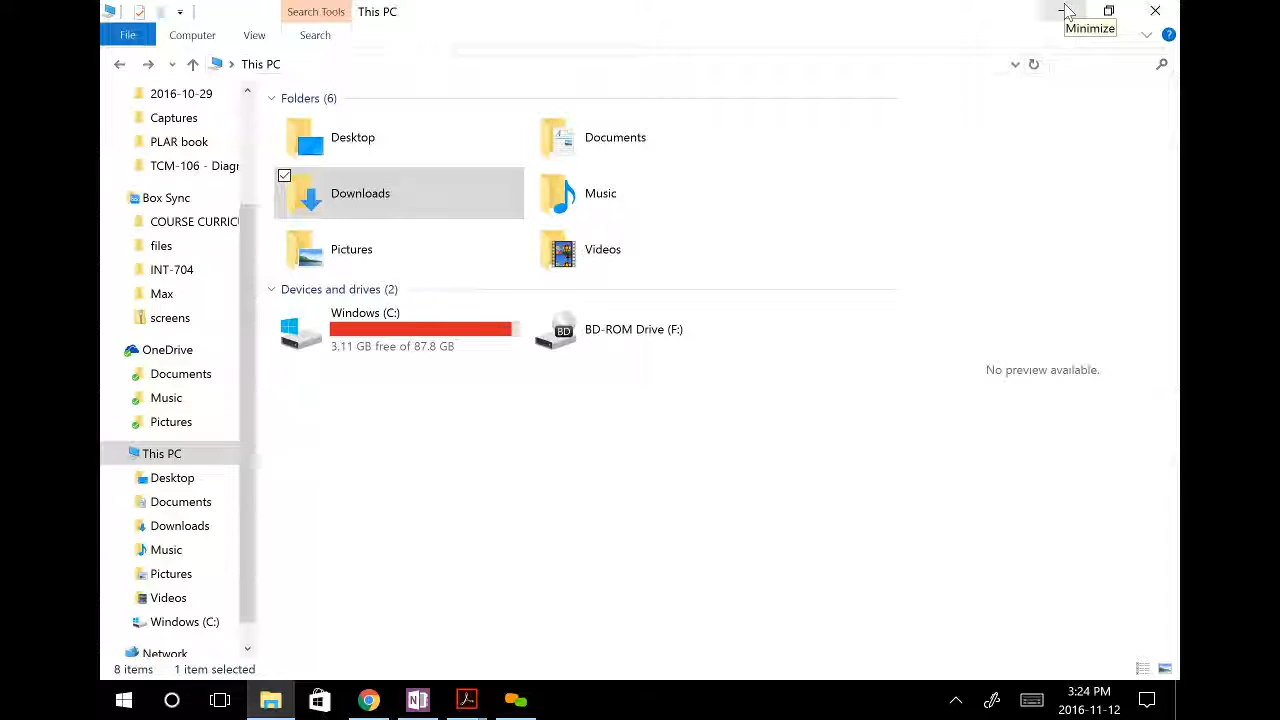 Search Tools
This PC
Minimize
File
Computer
View
Search
This PC
2016-10-29
Captures
PLAR book
TCM-106 - Diagr
Box Sync
COURSE CURRIC
files
INT-704
Max
screens
OneDrive
Documents
Music
Pictures
This PC
Desktop
Documents
Downloads
Music
Pictures
Videos
Windows (C:)
Network
Folders (6)
Desktop
Documents
Downloads
Music
Pictures
Videos
Devices and drives (2)
Windows (C:)
3.11 GB free of 87.8 GB
BD
BD-ROM Drive (F:)
No preview available.
8 items
1 item selected
3:24 PM
2016-11-12